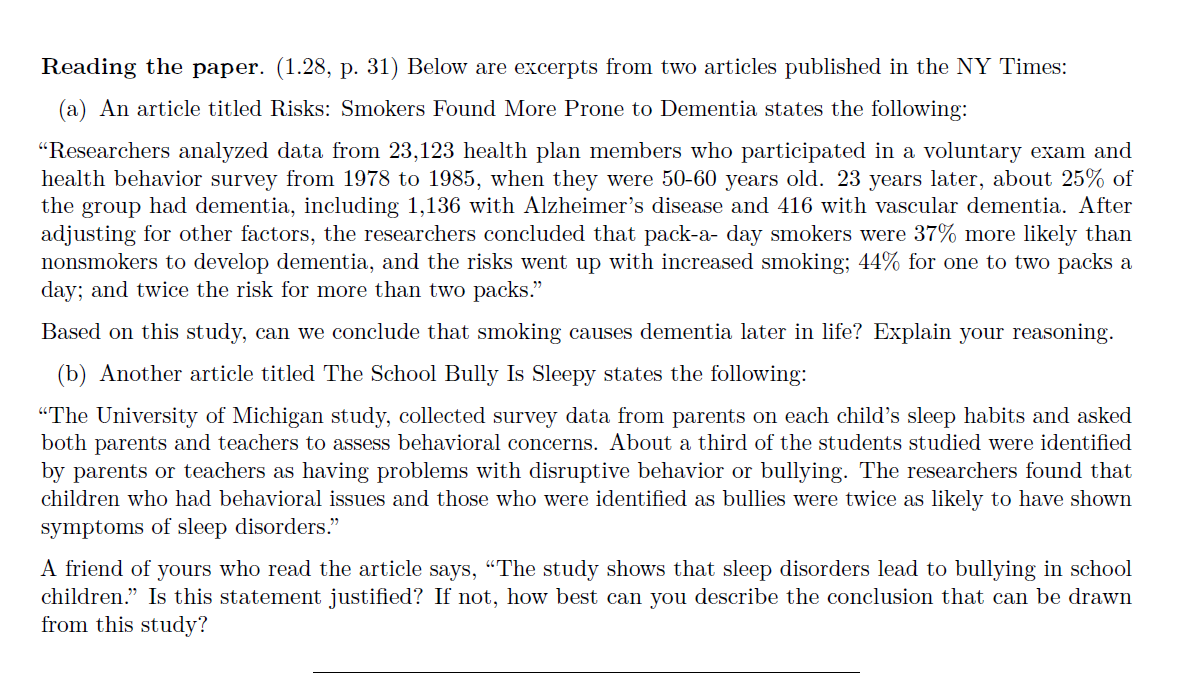 Reading the paper. (1.28, p. 31) Below are excerpts from two articles published in the NY Times:
(a) An article titled Risks: Smokers Found More Prone to Dementia states the following:
“Researchers analyzed data from 23,123 health plan members who participated in a voluntary exam and
health behavior survey from 1978 to 1985, when they were 50-60 years old. 23 years later, about 25% of
the group had dementia, including 1,136 with Alzheimer’s disease and 416 with vascular dementia. After
adjusting for other factors, the researchers concluded that pack-a- day smokers were 37% more likely than
nonsmokers to develop dementia, and the risks went up with increased smoking; 44% for one to two packs a
day; and twice the risk for more than two packs.”
Based on this study, can we conclude that smoking causes dementia later in life? Explain your reasoning.
(b) Another article titled The School Bully Is Sleepy states the following:
“The University of Michigan study, collected survey data from parents on each child’s sleep habits and asked
both parents and teachers to assess behavioral concerns. About a third of the students studied were identified
by parents or teachers as having problems with disruptive behavior or bullying. The researchers found that
children who had behavioral issues and those who were identified as bullies were twice as likely to have shown
symptoms of sleep disorders.”
A friend of yours who read the article says, “The study shows that sleep disorders lead to bullying in school
children.” Is this statement justified? If not, how best can you describe the conclusion that can be drawn
from this study?